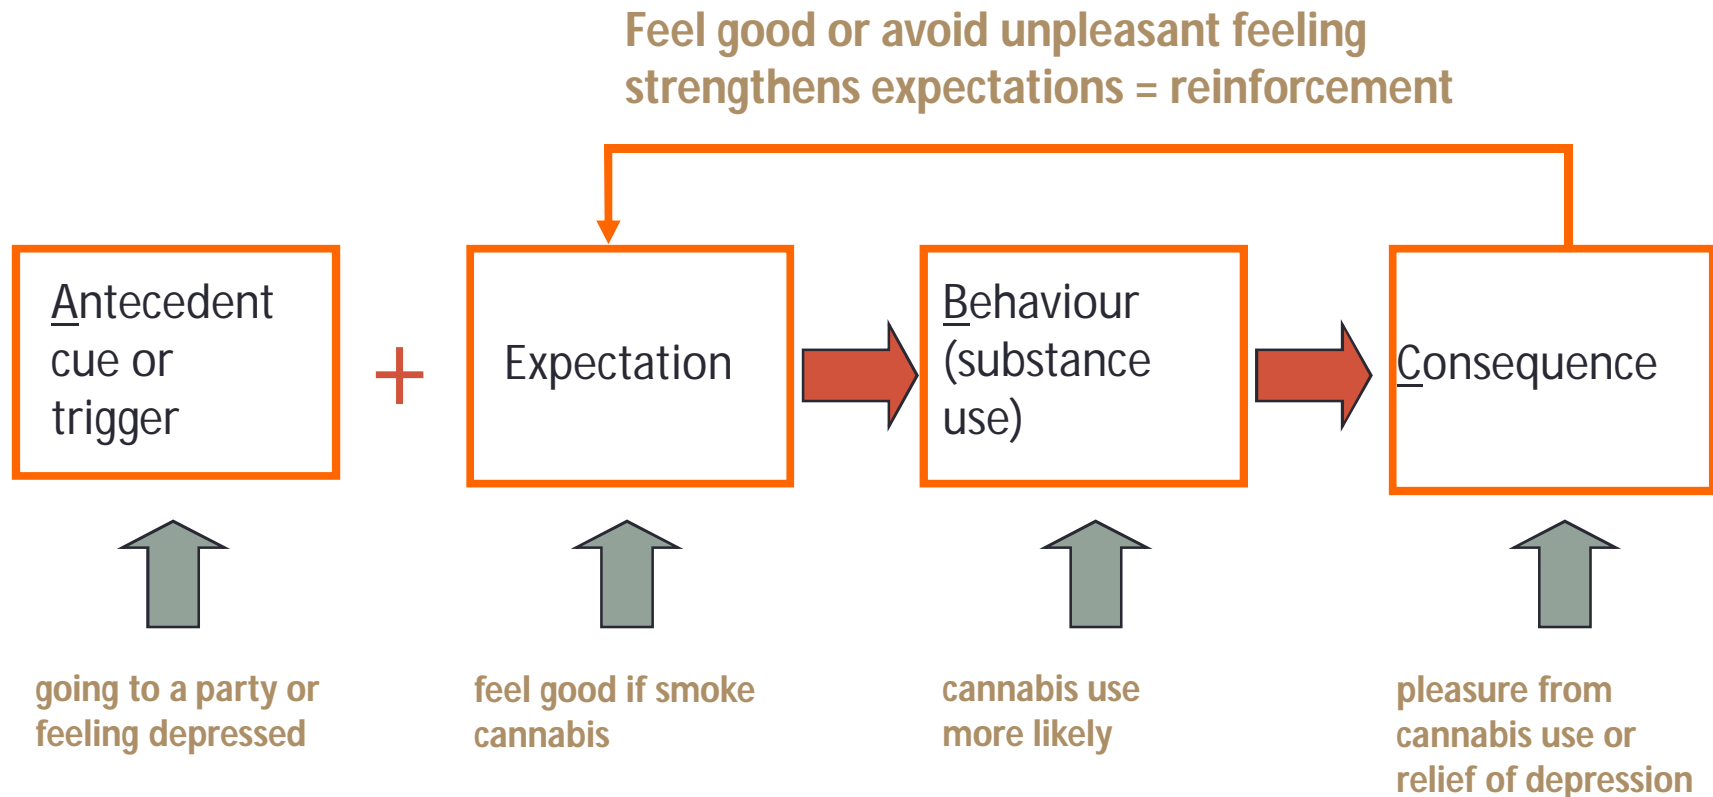 Feel good or avoid unpleasant feeling
strengthens expectations = reinforcement
Antecedent
cue or
trigger
+
Expectation
Behaviour
(substance
use)
Consequence
going to a party or
feeling depressed
feel good if smoke
cannabis
cannabis use
more likely
pleasure from
cannabis use or
relief of depression